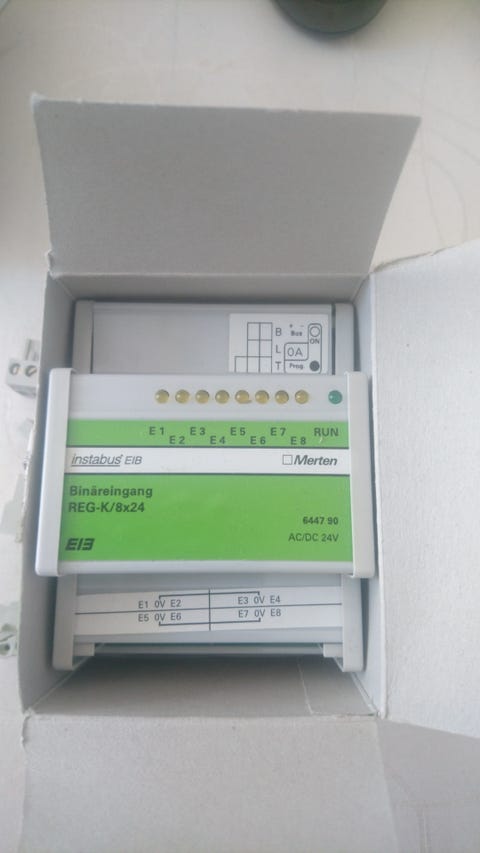 B + - Bus ON
L 0A
T Prog.
E1 E3 E5 E7 RUN
E2 E4 E6 E8
instabus EIB Merten
Binäreingang
REG-K/8x24
6447 90
EIB AC/DC 24V
E1 0V E2 E3 0V E4
E5 0V E6 E7 0V E8